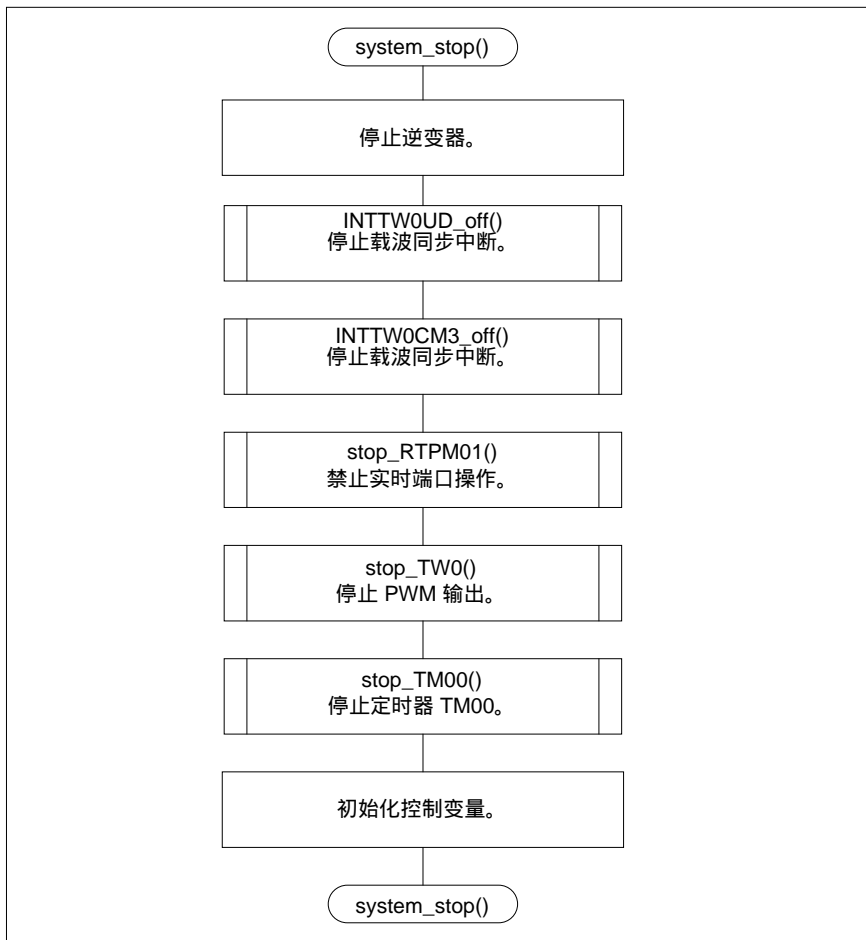 system_stop()
停止逆变器。
INTTW0UD_off()
停止载波同步中断。
INTTW0CM3_off()
停止载波同步中断。
stop_RTPM01()
禁止实时端口操作。
stop_TW0()
停止 PWM 输出。
stop_TM00()
停止定时器 TM00。
初始化控制变量。
system_stop()